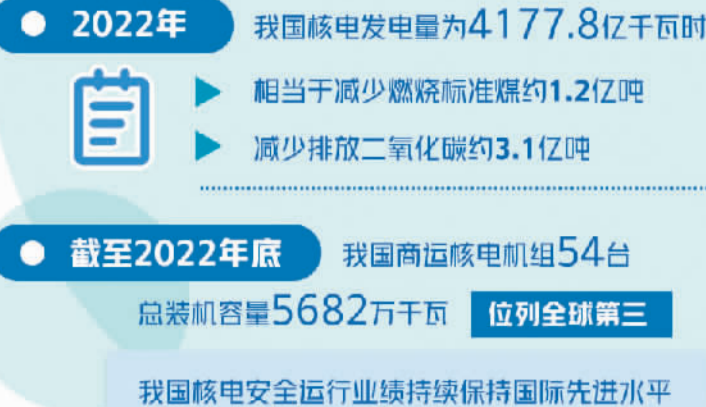 2022年 我国核电发电量为4177.8亿千瓦时
相当于减少燃烧标准煤约1.2亿吨
减少排放二氧化碳约3.1亿吨
截至2022年底 我国商运核电机组54台
总装机容量5682万千瓦 位列全球第三
我国核电安全运行业绩持续保持国际先进水平